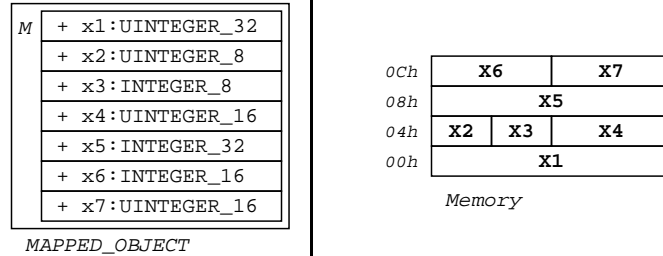 M
+ x1:UINTEGER_32
+ x2:UINTEGER_8
+ x3:INTEGER_8
+ x4:UINTEGER_16
+ x5:INTEGER_32
+ x6:INTEGER_16
+ x7:UINTEGER_16
MAPPED_OBJECT
0Ch X6 X7
08h X5
04h X2 X3 X4
00h X1
Memory